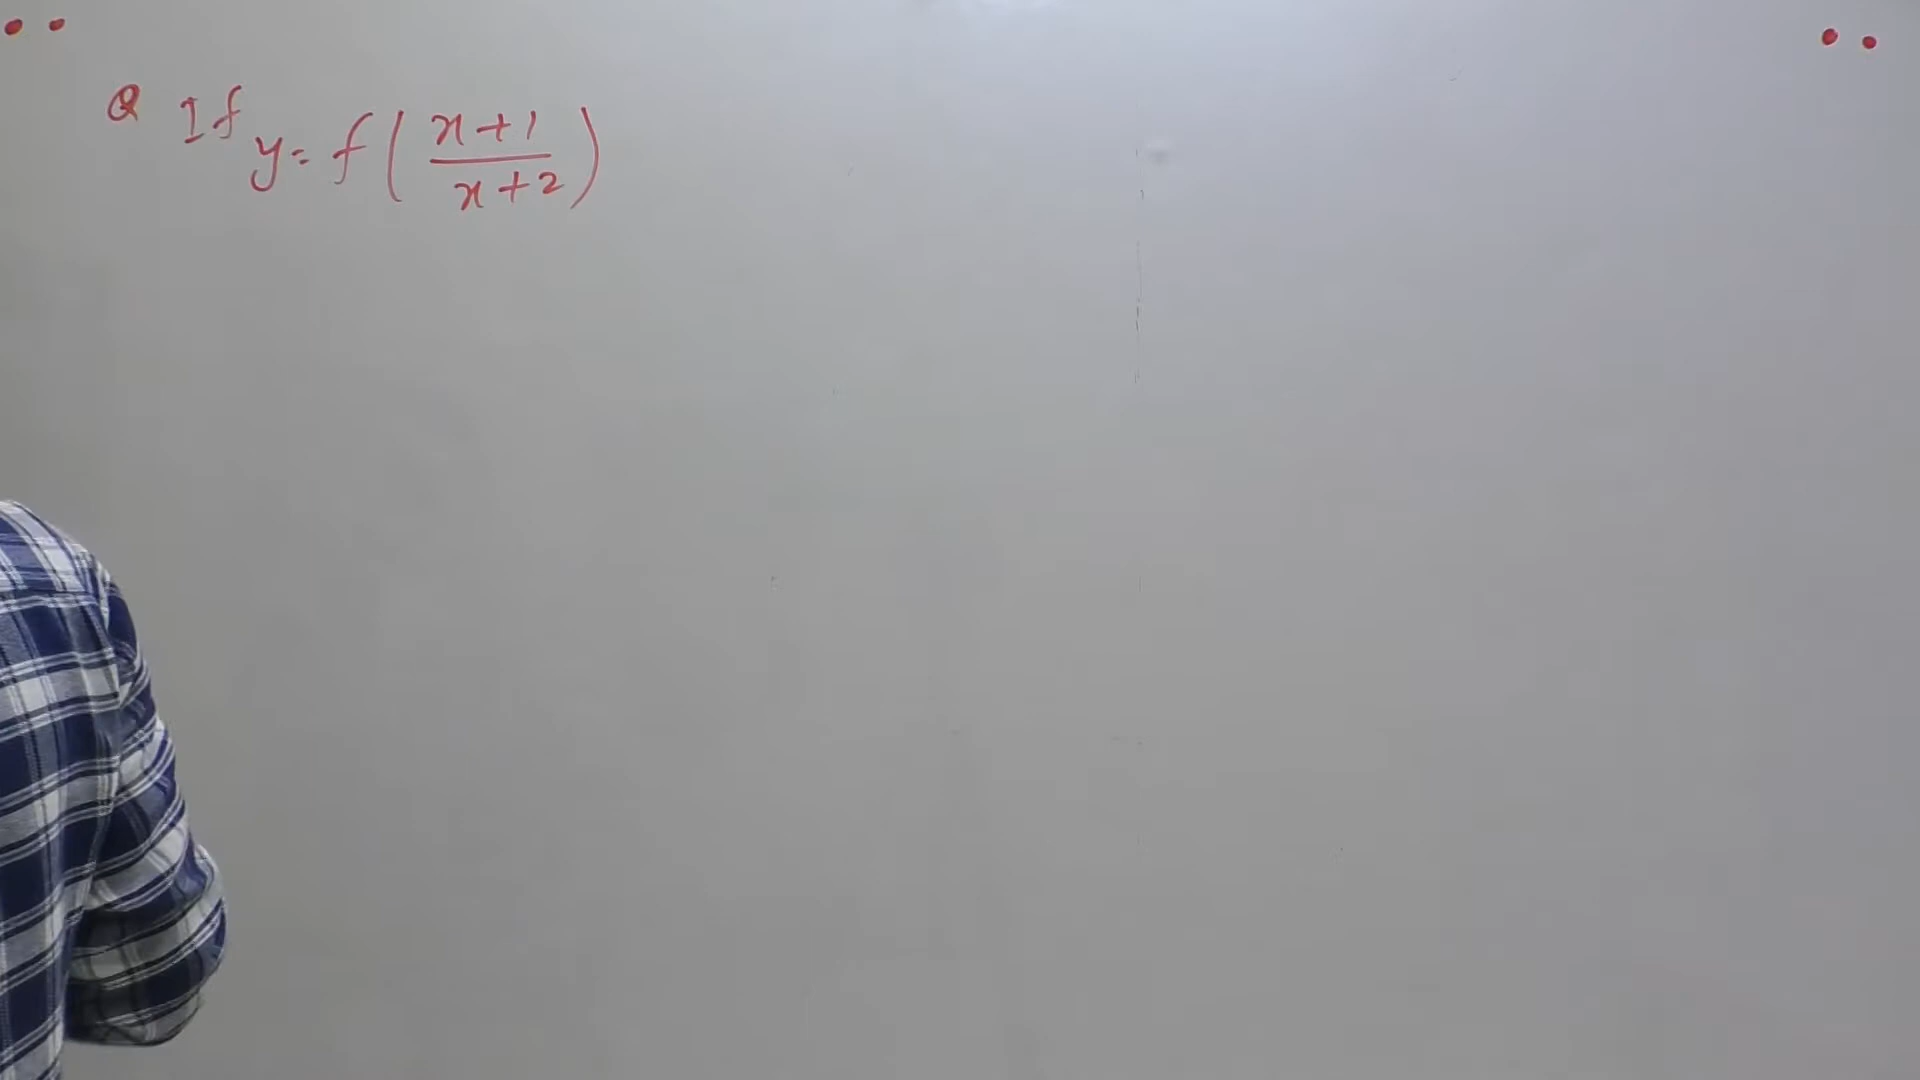 Q If y = f ( x+1 / x+2 )